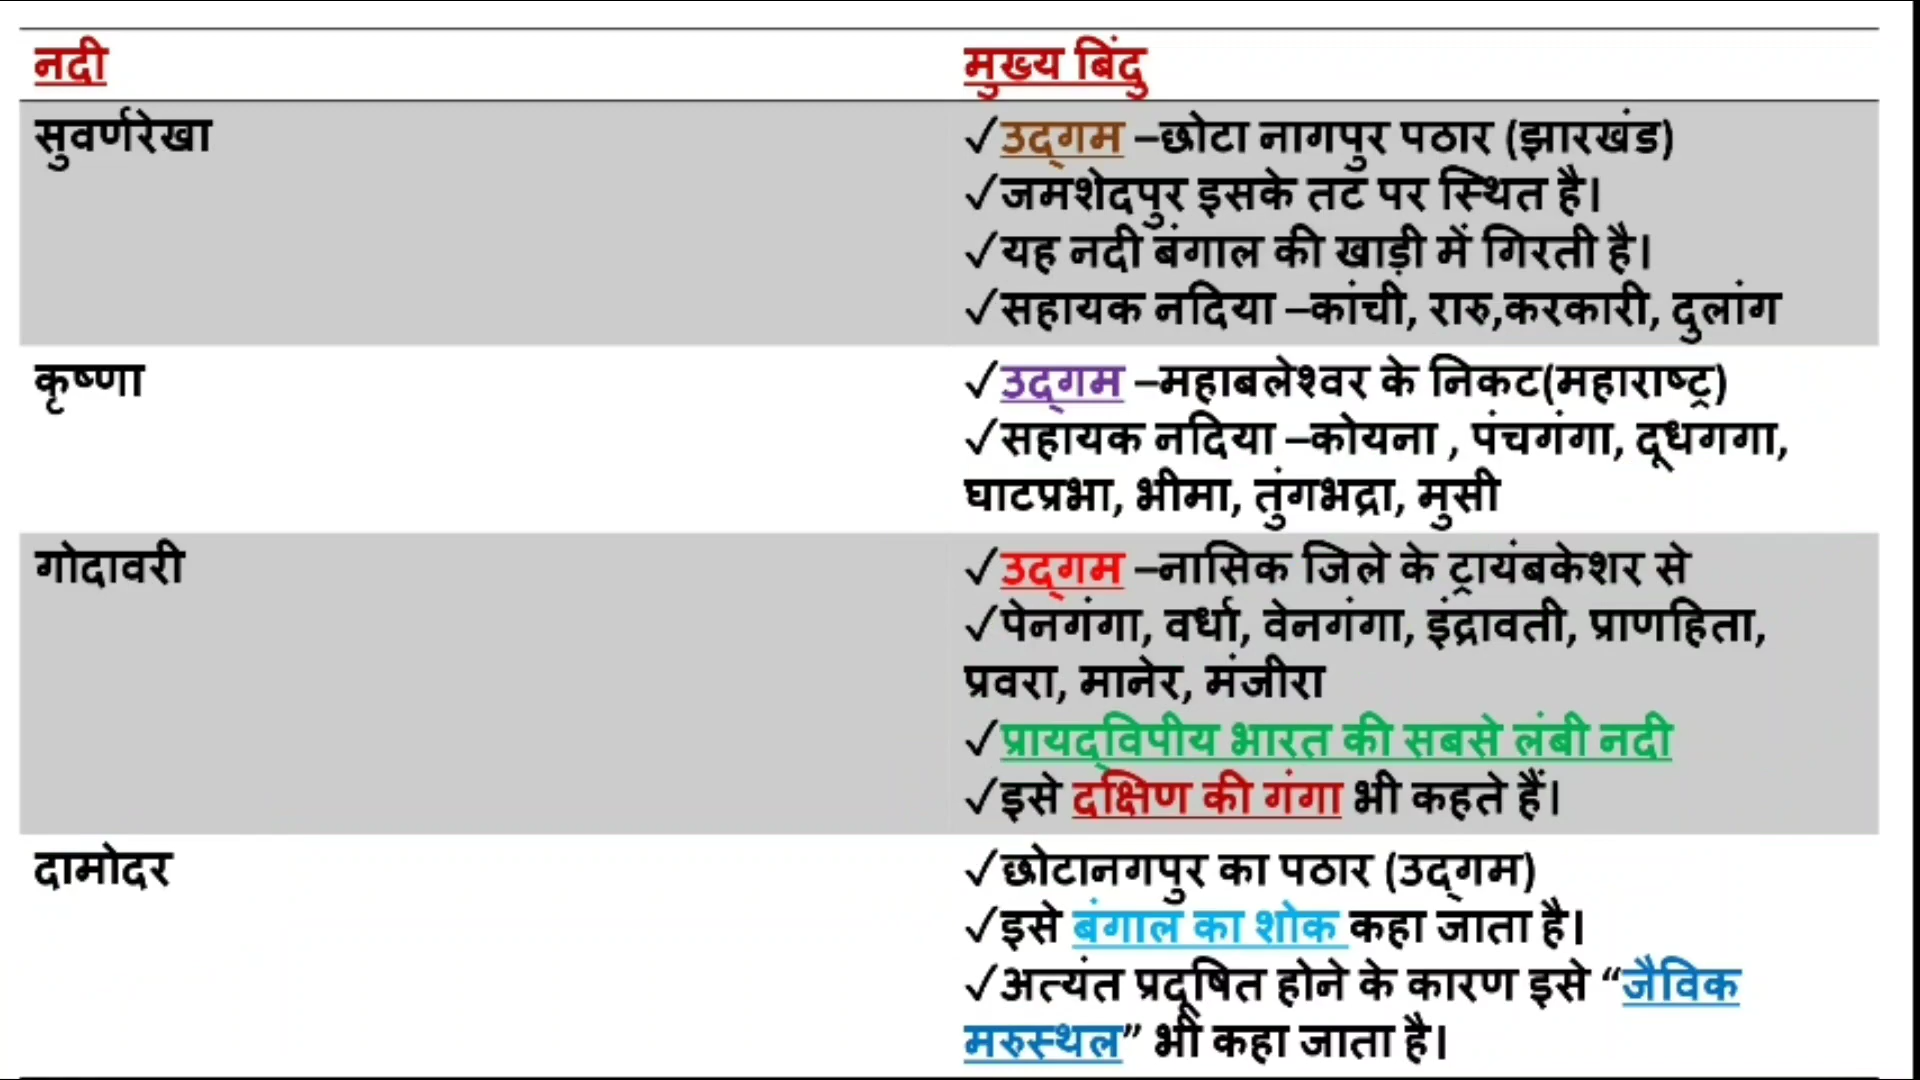 नदी
मुख्य बिंदु
सुवर्णरेखा
✓उद्गम –छोटा नागपुर पठार (झारखंड)
✓जमशेदपुर इसके तट पर स्थित है।
✓यह नदी बंगाल की खाड़ी में गिरती है।
✓सहायक नदिया –कांची, रारु,करकारी, दुलांग
कृष्णा
✓उद्गम –महाबलेश्वर के निकट(महाराष्ट्र)
✓सहायक नदिया –कोयना , पंचगंगा, दूधगगा,
घाटप्रभा, भीमा, तुंगभद्रा, मुसी
गोदावरी
✓उद्गम –नासिक जिले के ट्रायंबकेशर से
✓पेनगंगा, वर्धा, वेनगंगा, इंद्रावती, प्राणहिता,
प्रवरा, मानेर, मंजीरा
✓प्रायद्विपीय भारत की सबसे लंबी नदी
✓इसे दक्षिण की गंगा भी कहते हैं।
दामोदर
✓छोटानगपुर का पठार (उद्गम)
✓इसे बंगाल का शोक कहा जाता है।
✓अत्यंत प्रदूषित होने के कारण इसे “जैविक
मरुस्थल” भी कहा जाता है।